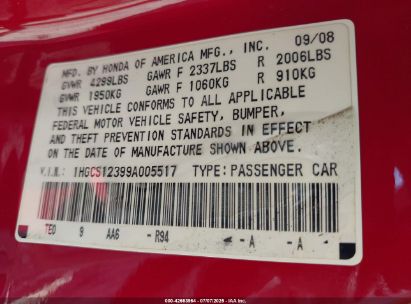 MFD. BY HONDA OF AMERICA MFG., INC. 09/08
GVWR 4299LBS GAWR F 2337LBS R 2006LBS
GVWR 1950KG GAWR F 1060KG R 910KG
THIS VEHICLE CONFORMS TO ALL APPLICABLE
FEDERAL MOTOR VEHICLE SAFETY, BUMPER,
AND THEFT PREVENTION STANDARDS IN EFFECT
ON THE DATE OF MANUFACTURE SHOWN ABOVE.
V.I.N.: 1HGCS12399A005517 TYPE: PASSENGER CAR
TEO 9 AA6 - R94 - A - A -
000-42663964 07/07/2025 IAA Inc.